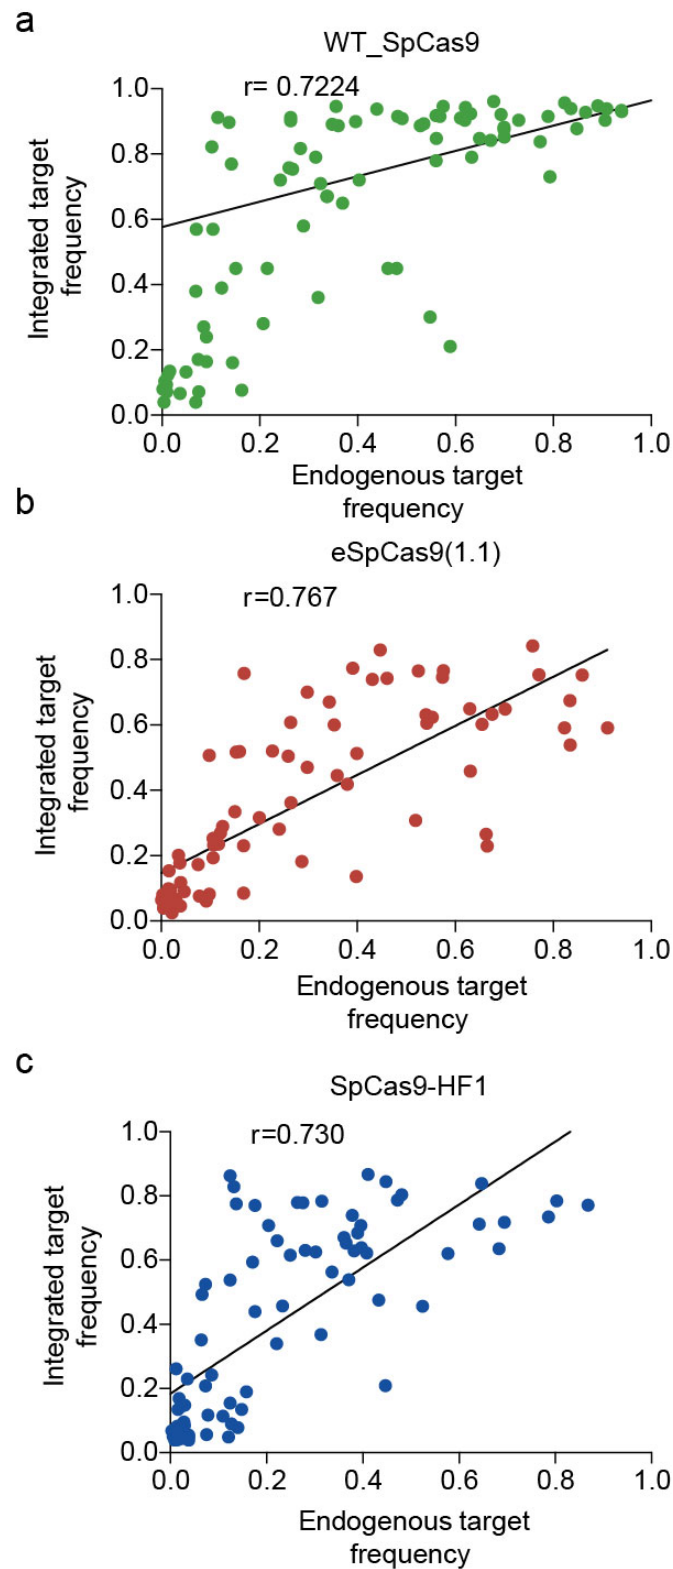 a
WT_SpCas9
r= 0.7224
1.0
0.8
0.6
0.4
0.2
0.0
Integrated target
frequency
0.0 0.2 0.4 0.6 0.8 1.0
Endogenous target
frequency
b
eSpCas9(1.1)
r=0.767
1.0
0.8
0.6
0.4
0.2
0.0
Integrated target
frequency
0.0 0.2 0.4 0.6 0.8 1.0
Endogenous target
frequency
c
SpCas9-HF1
r=0.730
1.0
0.8
0.6
0.4
0.2
0.0
Integrated target
frequency
0.0 0.2 0.4 0.6 0.8 1.0
Endogenous target
frequency